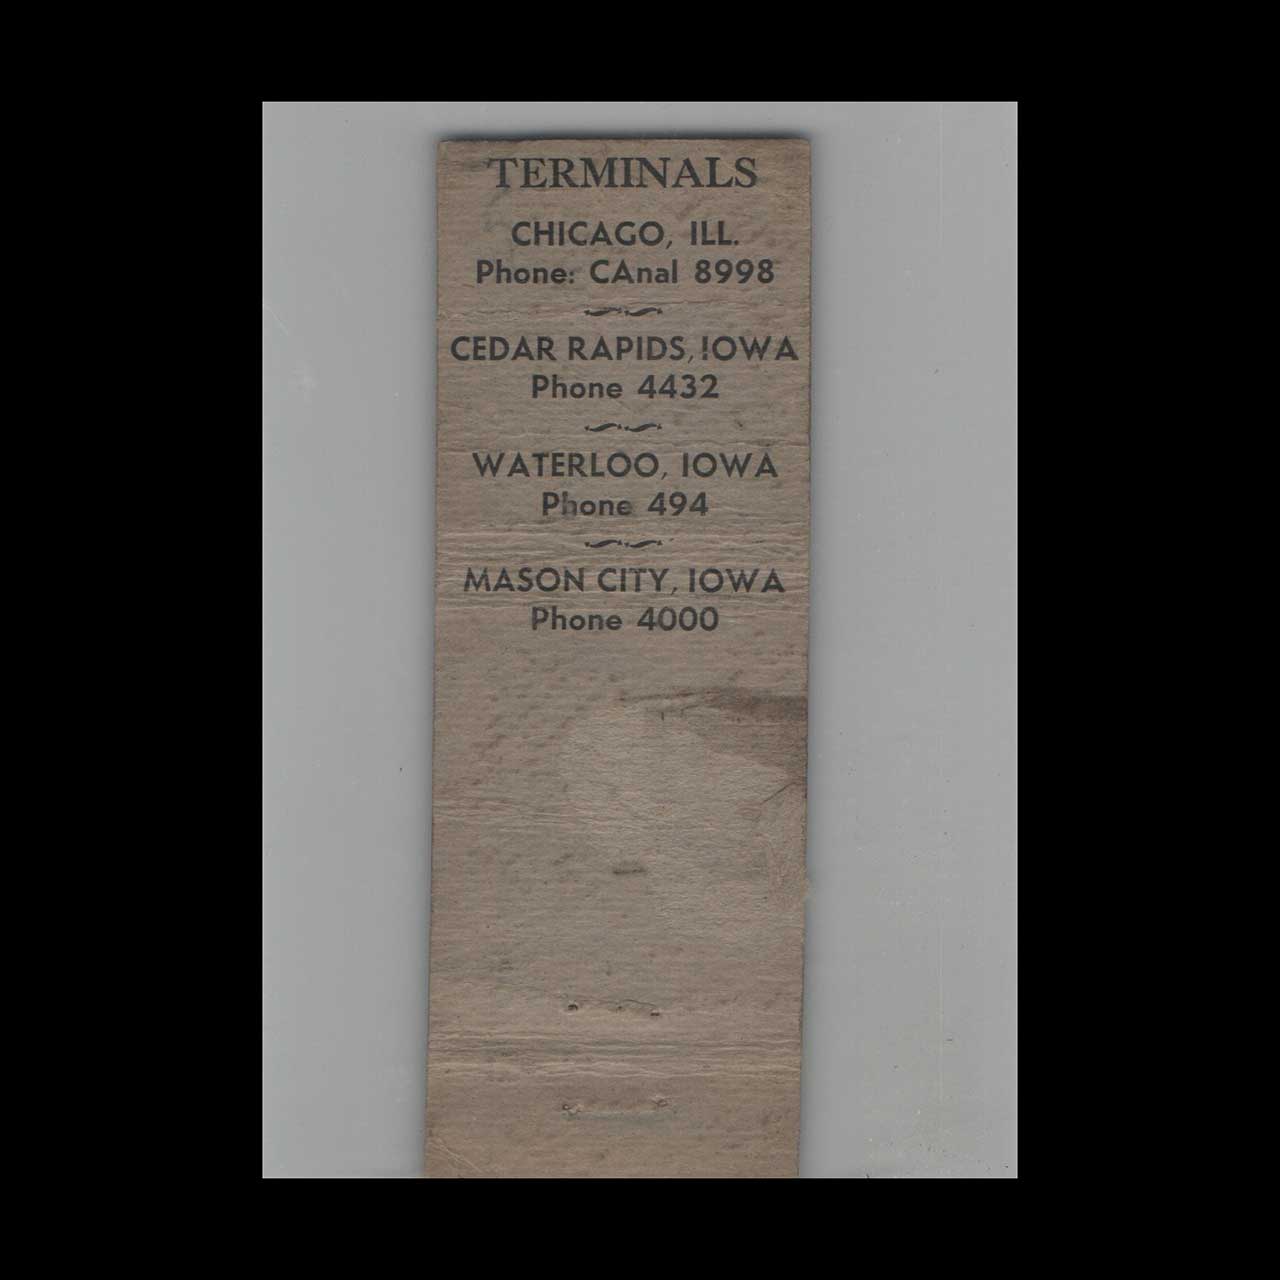 TERMINALS
CHICAGO, ILL.
Phone: CAnal 8998
CEDAR RAPIDS, IOWA
Phone 4432
WATERLOO, IOWA
Phone 494
MASON CITY, IOWA
Phone 4000